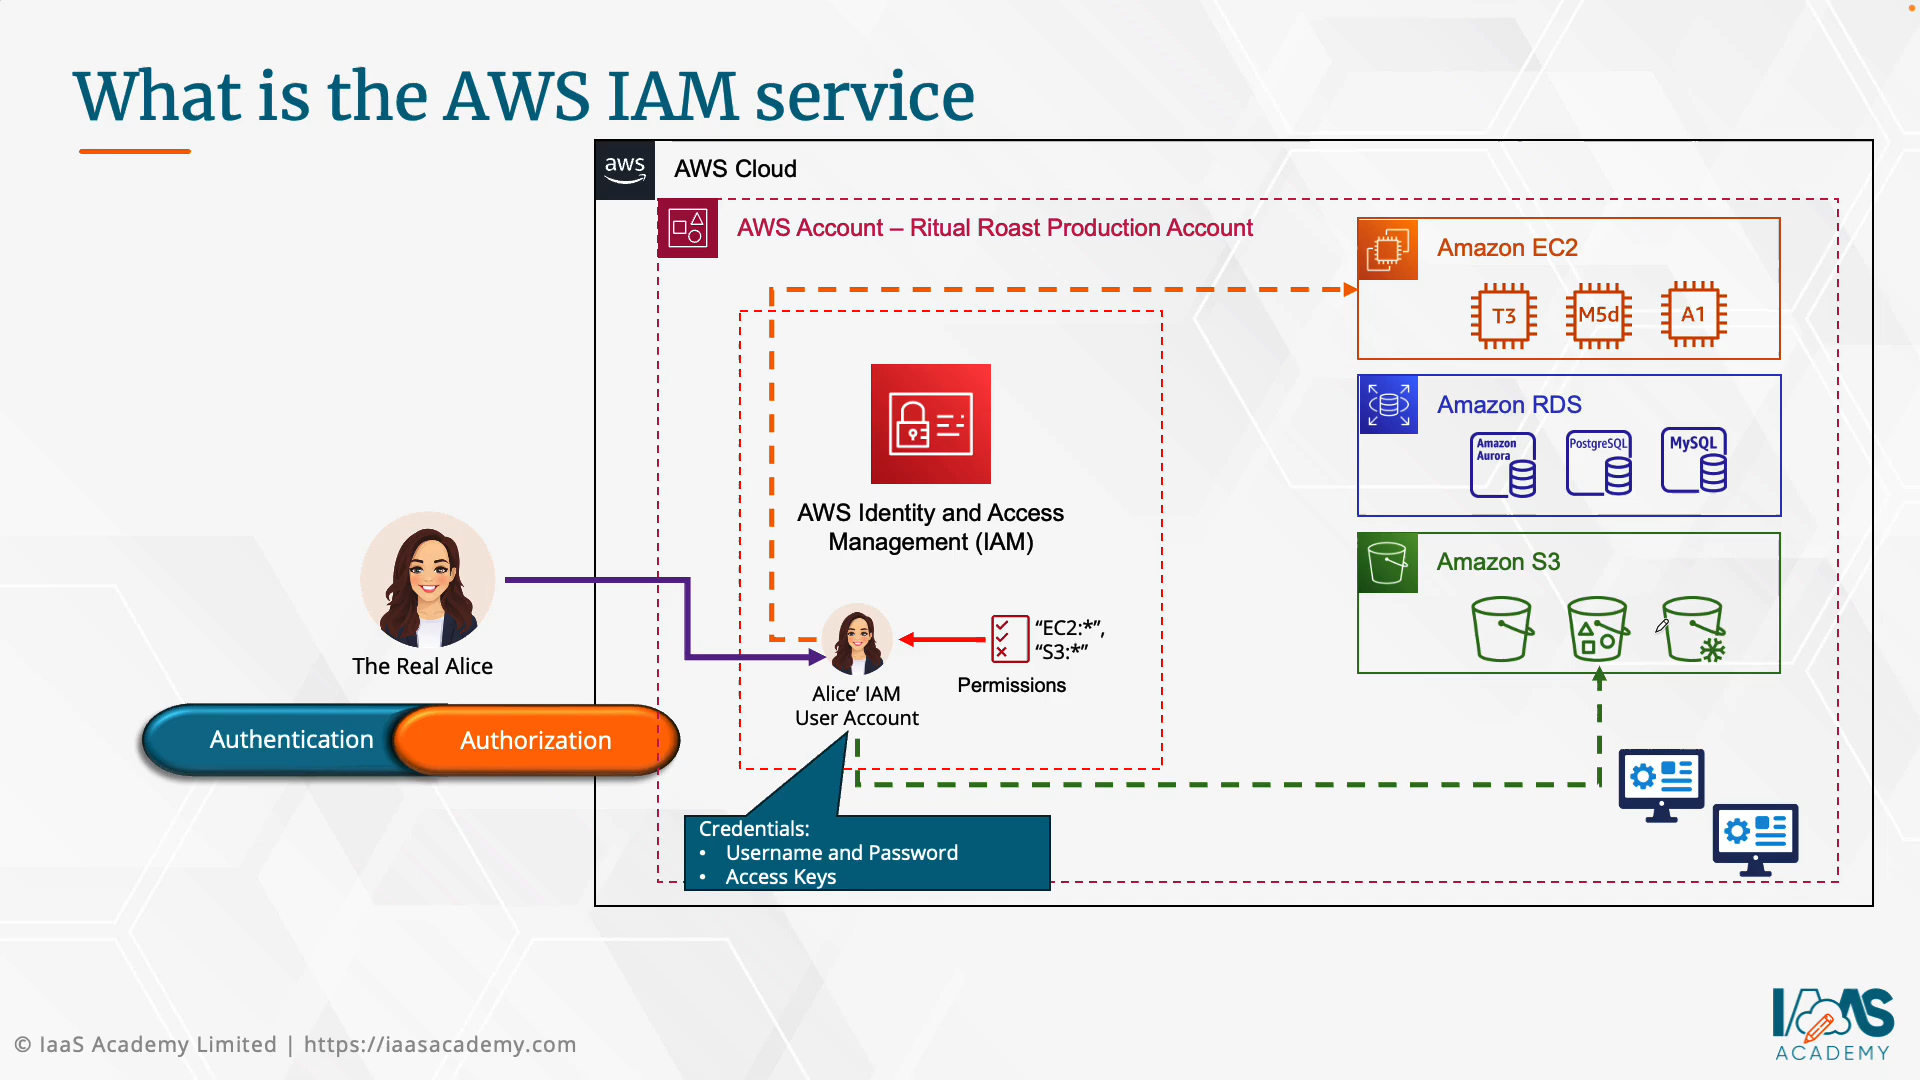 What is the AWS IAM service
aws
AWS Cloud
AWS Account – Ritual Roast Production Account
Amazon EC2
T3
M5d
A1
Amazon RDS
Amazon
Aurora
PostgreSQL
MySQL
AWS Identity and Access
Management (IAM)
Amazon S3
The Real Alice
"EC2:*",
"S3:*"
Permissions
Alice' IAM
User Account
Authentication
Authorization
Credentials:
• Username and Password
• Access Keys
© IaaS Academy Limited | https://iaasacademy.com
IAAS
ACADEMY